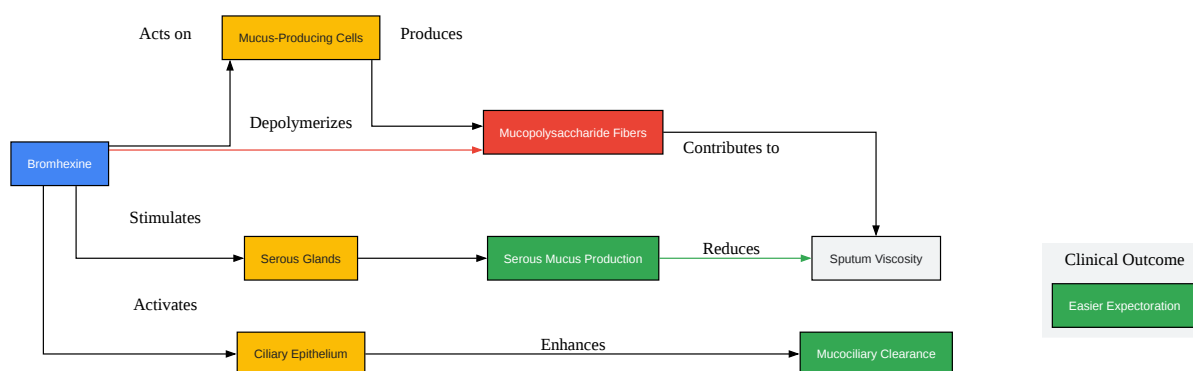 Acts on
Mucus-Producing Cells
Produces
Depolymerizes
Mucopolysaccharide Fibers
Contributes to
Bromhexine
Stimulates
Serous Glands
Serous Mucus Production
Reduces
Sputum Viscosity
Clinical Outcome
Easier Expectoration
Activates
Ciliary Epithelium
Enhances
Mucociliary Clearance